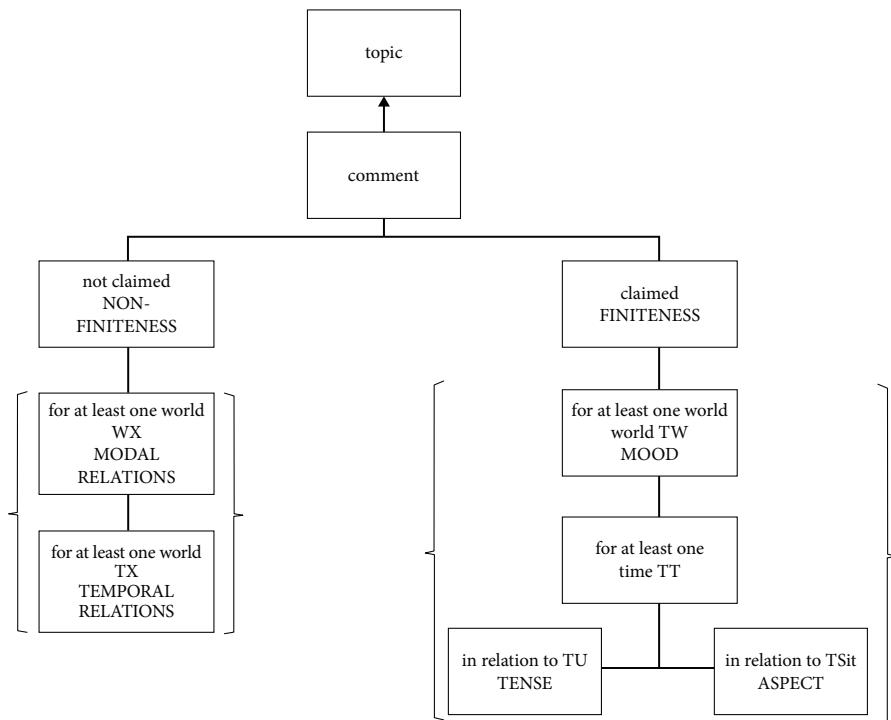 topic
comment
not claimed
NON-
FINITENESS
claimed
FINITENESS
for at least one world
WX
MODAL
RELATIONS
for at least one world
world TW
MOOD
for at least one world
TX
TEMPORAL
RELATIONS
for at least one
time TT
in relation to TU
TENSE
in relation to TSit
ASPECT